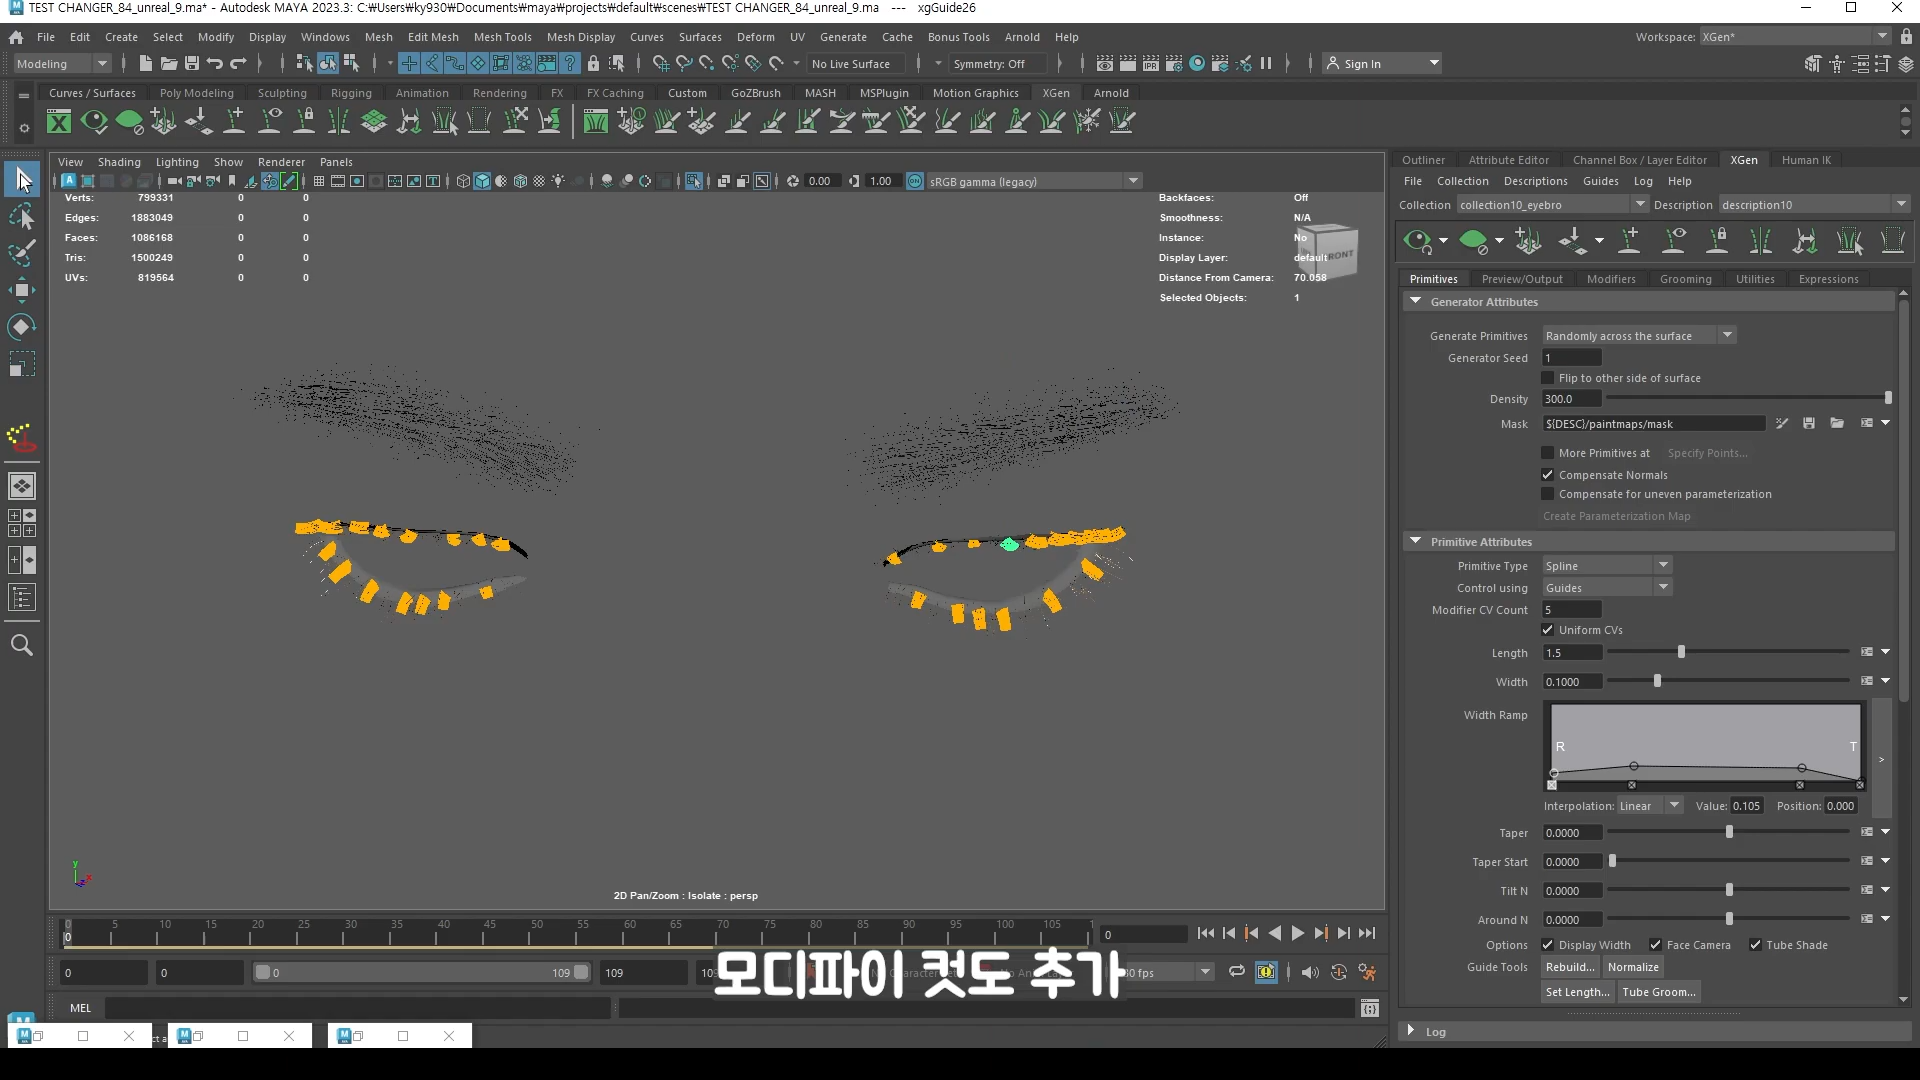 TEST CHANGER_84_unreal_9.ma* - Autodesk MAYA 2023.3: C:₩Users₩ky930₩Documents₩maya₩projects₩default₩scenes₩TEST CHANGER_84_unreal_9.ma --- xgGuide26
File Edit Create Select Modify Display Windows Mesh Edit Mesh Mesh Tools Mesh Display Curves Surfaces Deform UV Generate Cache Bonus Tools Arnold Help
Workspace: XGen*
Modeling
No Live Surface
Symmetry: Off
IPR
Sign In
Curves / Surfaces Poly Modeling Sculpting Rigging Animation Rendering FX FX Caching Custom GoZBrush MASH MSPlugin Motion Graphics XGen Arnold
View Shading Lighting Show Renderer Panels
0.00
1.00
sRGB gamma (legacy)
Verts: 799331 0 0
Edges: 1883049 0 0
Faces: 1086168 0 0
Tris: 1500249 0 0
UVs: 819564 0 0
Backfaces: Off
Smoothness: N/A
Instance: No
Display Layer: default
Distance From Camera: 70.058
Selected Objects: 1
2D Pan/Zoom : Isolate : persp
y
x
Outliner Attribute Editor Channel Box / Layer Editor XGen Human IK
File Collection Descriptions Guides Log Help
Collection collection10_eyebro Description description10
Primitives Preview/Output Modifiers Grooming Utilities Expressions
Generator Attributes
Generate Primitives Randomly across the surface
Generator Seed 1
Flip to other side of surface
Density 300.0
Mask ${DESC}/paintmaps/mask
More Primitives at Specify Points...
Compensate Normals
Compensate for uneven parameterization
Create Parameterization Map
Primitive Attributes
Primitive Type Spline
Control using Guides
Modifier CV Count 5
Uniform CVs
Length 1.5
Width 0.1000
Width Ramp
R T
>
Interpolation: Linear Value: 0.105 Position: 0.000
Taper 0.0000
Taper Start 0.0000
Tilt N 0.0000
Around N 0.0000
Options Display Width Face Camera Tube Shade
Guide Tools Rebuild... Normalize
Set Length... Tube Groom...
Log
0 5 10 15 20 25 30 35 40 45 50 55 60 65 70 75 80 85 90 95 100 105
0
0
0 0 0 109 109
모디파이 컷도 추가
MEL